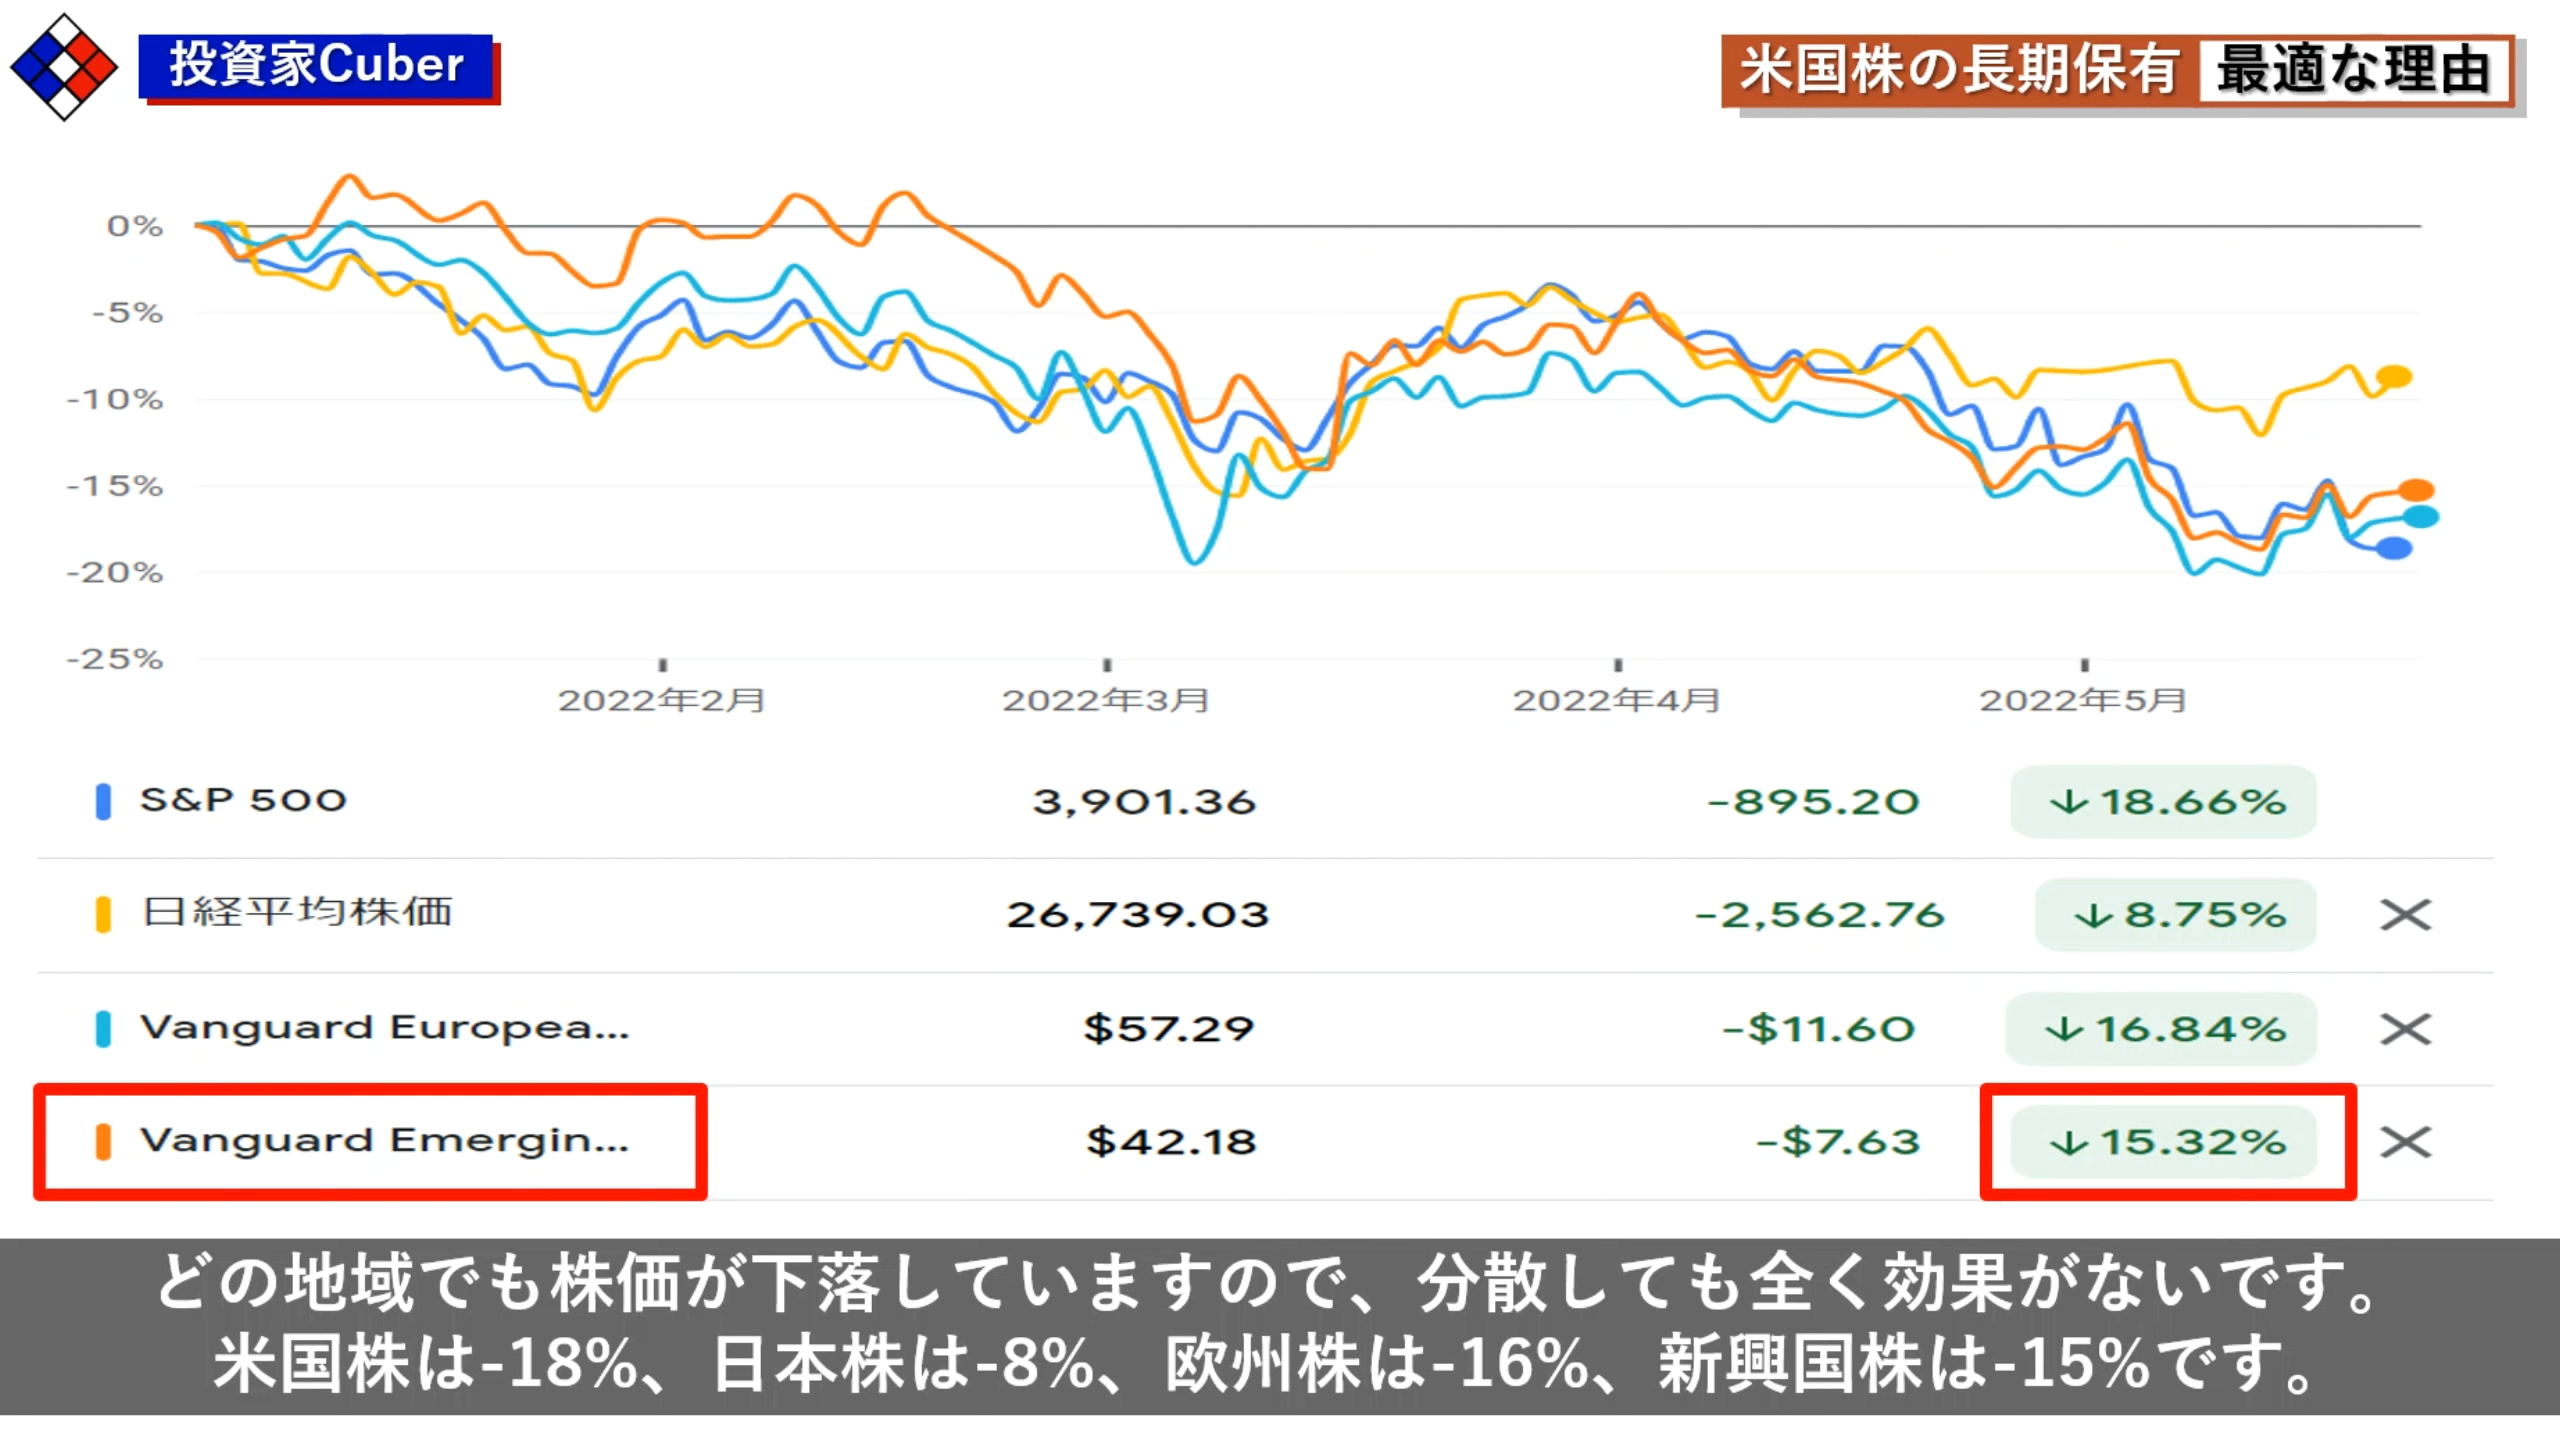 投資家Cuber
米国株の長期保有 最適な理由
0%
-5%
-10%
-15%
-20%
-25%
2022年2月 2022年3月 2022年4月 2022年5月
S&P 500 3,901.36 -895.20 ↓18.66%
日経平均株価 26,739.03 -2,562.76 ↓8.75%
Vanguard Europea... $57.29 -$11.60 ↓16.84%
Vanguard Emergin... $42.18 -$7.63 ↓15.32%
どの地域でも株価が下落していますので、分散しても全く効果がないです。
米国株は-18%、日本株は-8%、欧州株は-16%、新興国株は-15%です。